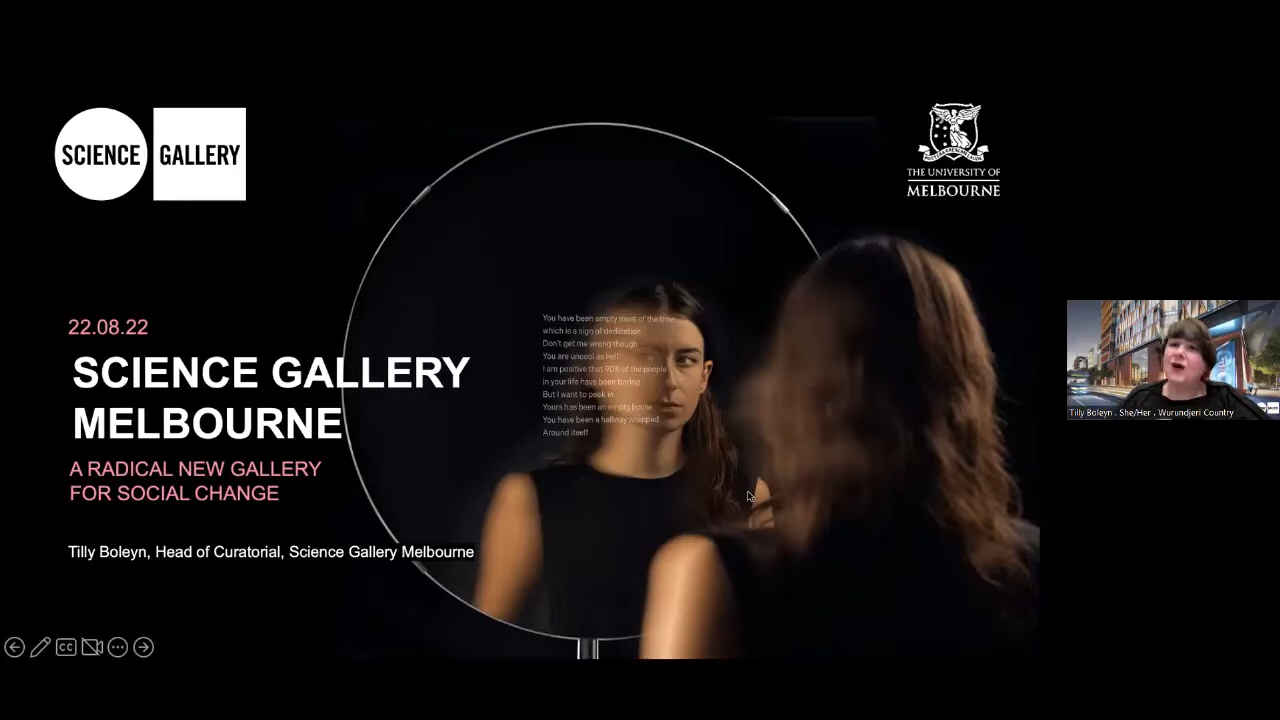 SCIENCE GALLERY
THE UNIVERSITY OF
MELBOURNE
22.08.22
SCIENCE GALLERY
MELBOURNE
A RADICAL NEW GALLERY
FOR SOCIAL CHANGE
Tilly Boleyn, Head of Curatorial, Science Gallery Melbourne
You have been empty most of the time
which is a sign of dedication
Don't get me wrong though
You are uncool as hell
I am positive that 90% of the people
in your life have been boring
But I want to peek in
Yours has been an empty house
You have been a hallway wrapped
Around itself
Tilly Boleyn . She/Her . Wurundjeri Country
CC